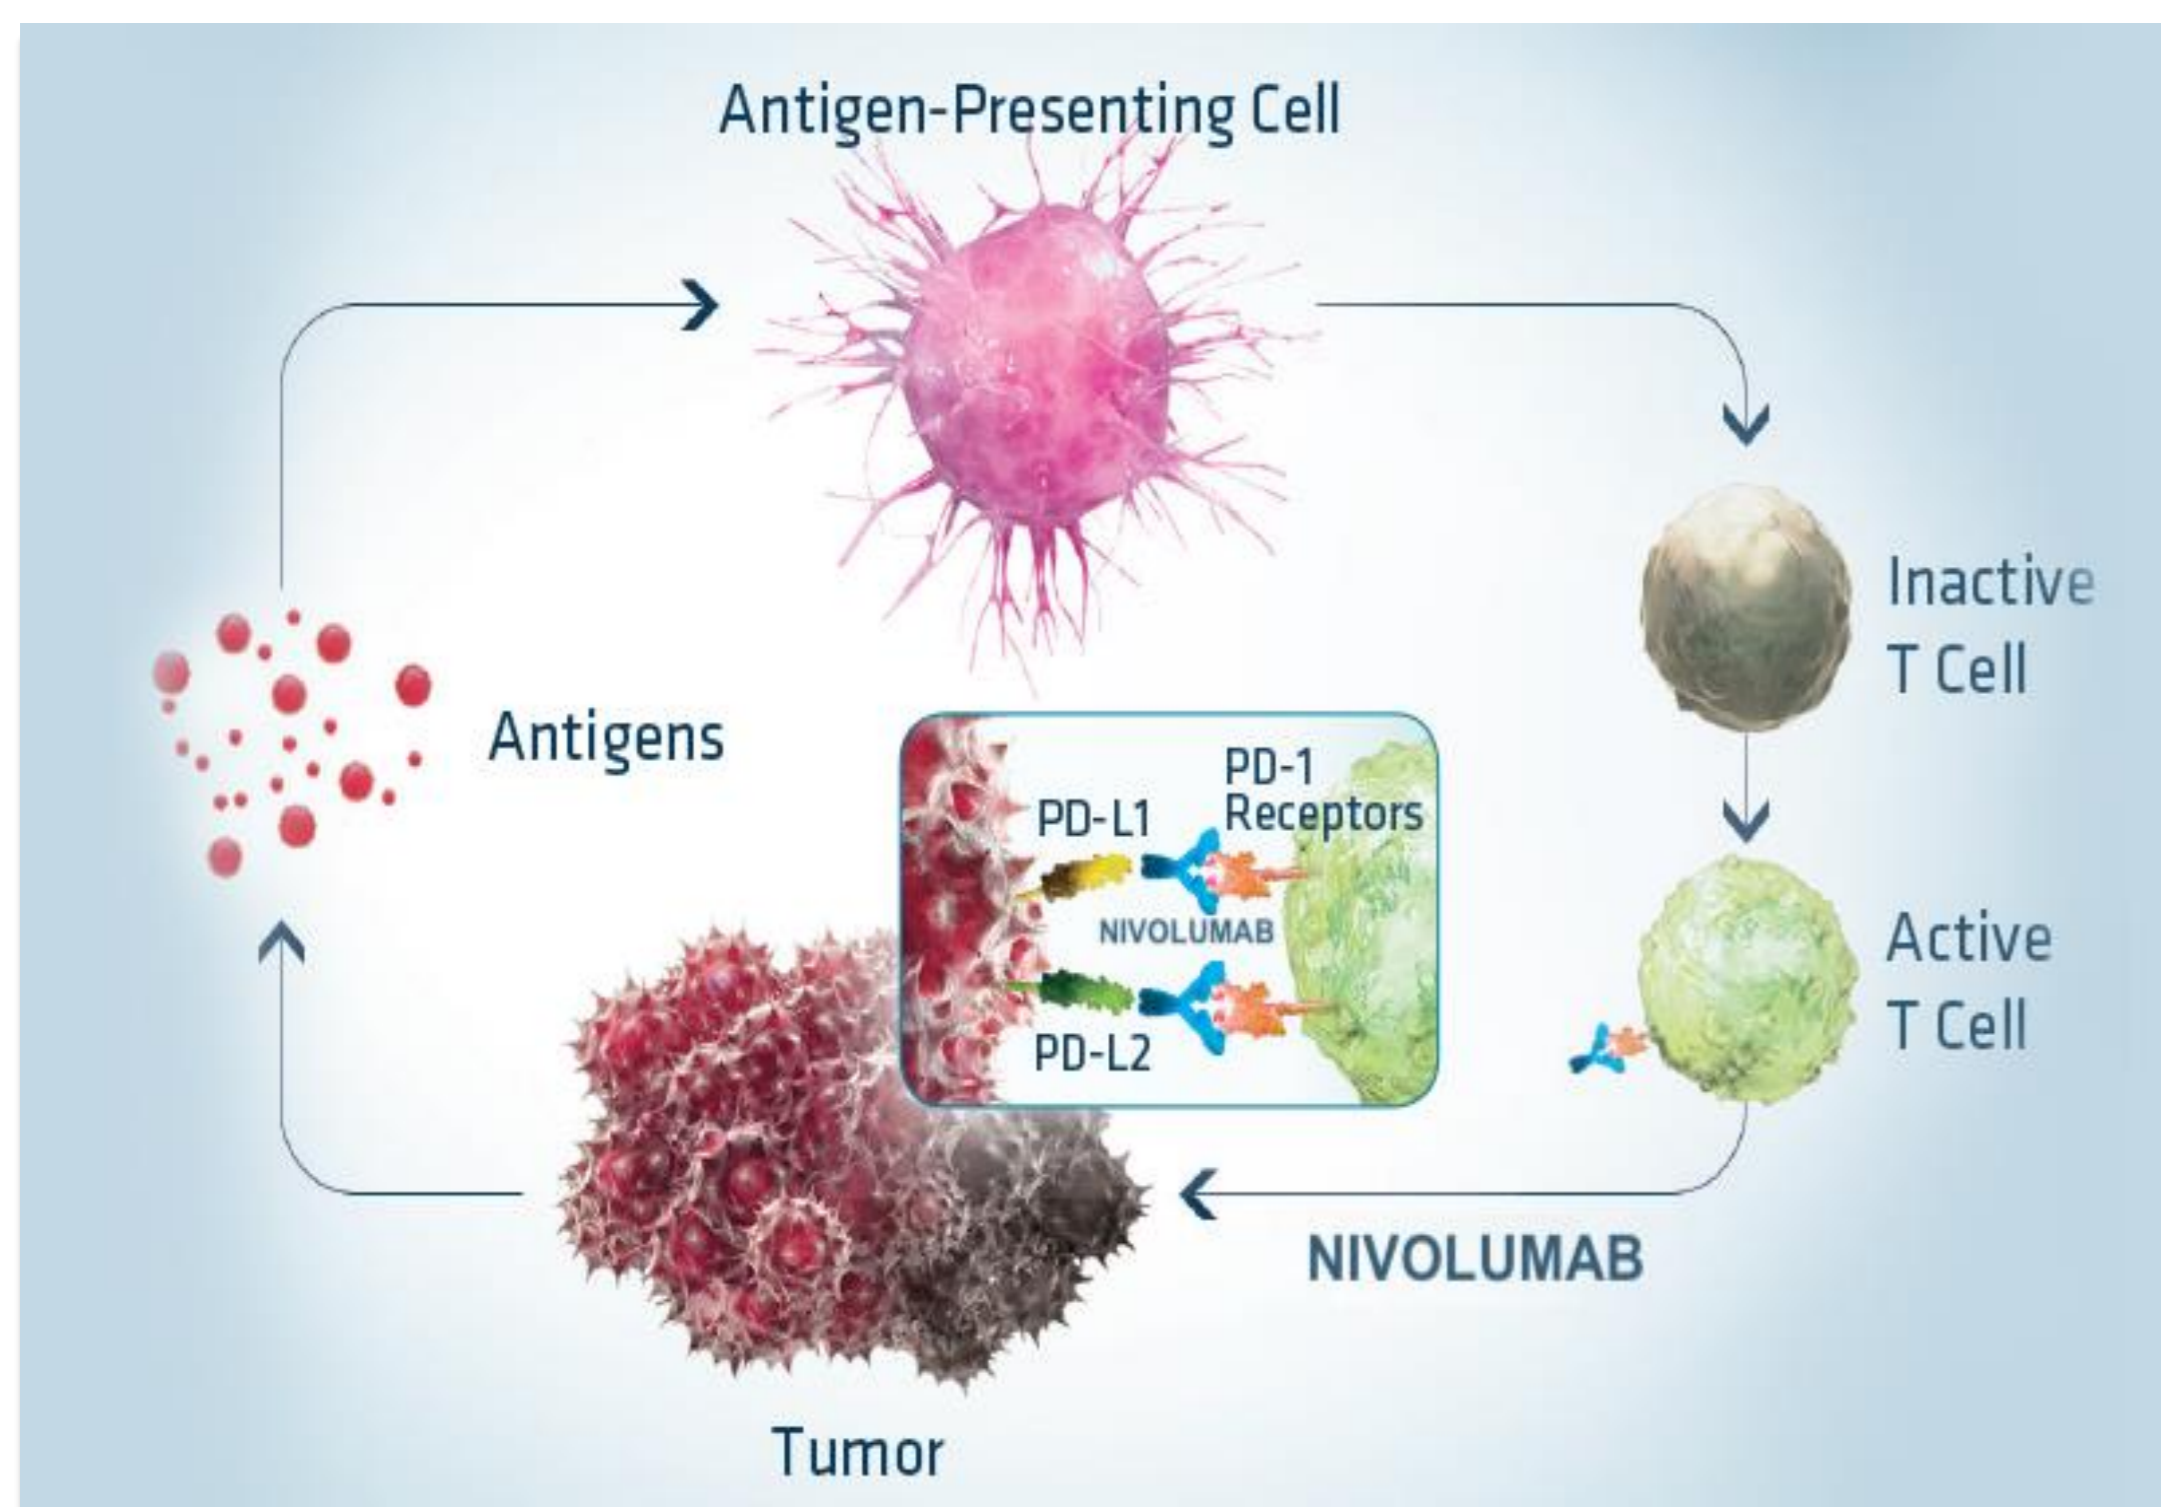 Antigen-Presenting Cell
Inactive
T Cell
Antigens
PD-1
Receptors
PD-L1
NIVOLUMAB
PD-L2
Active
T Cell
NIVOLUMAB
Tumor